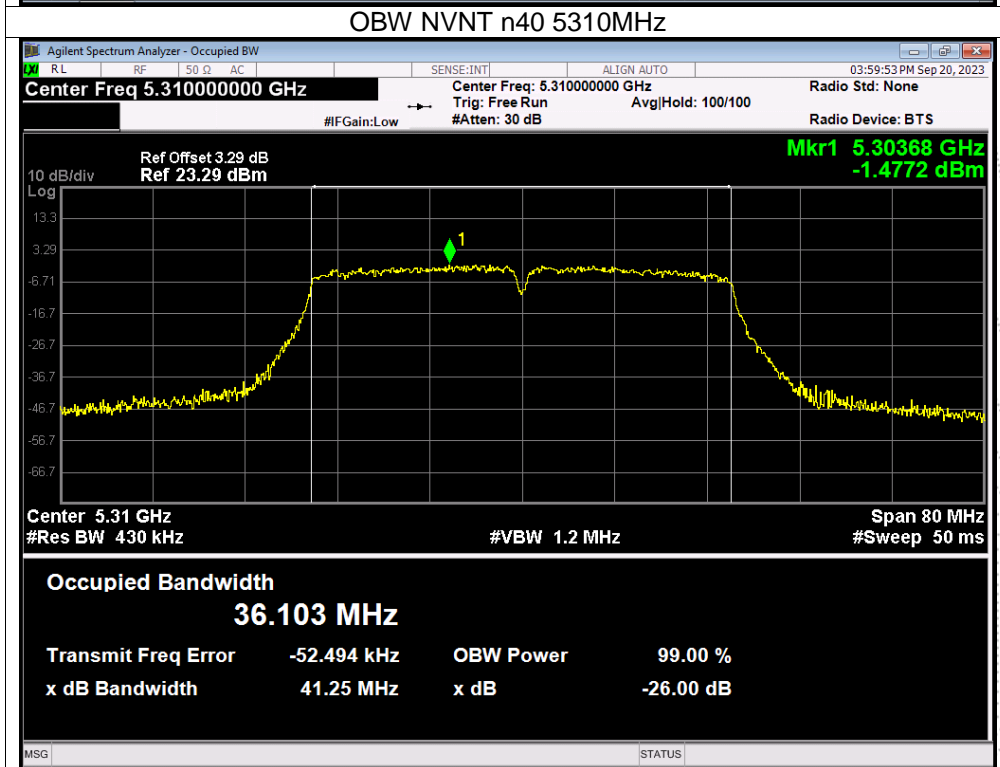 OBW NVNT n40 5310MHz
Agilent Spectrum Analyzer - Occupied BW
LXI RL RF 50 Ω AC SENSE:INT ALIGN AUTO 03:59:53 PM Sep 20, 2023
Center Freq 5.310000000 GHz Center Freq: 5.310000000 GHz Radio Std: None
Trig: Free Run Avg|Hold: 100/100
#IFGain:Low #Atten: 30 dB Radio Device: BTS
Ref Offset 3.29 dB Mkr1 5.30368 GHz
10 dB/div Ref 23.29 dBm -1.4772 dBm
Log
13.3
1
3.29
-6.71
-16.7
-26.7
-36.7
-46.7
-56.7
-66.7
Center 5.31 GHz Span 80 MHz
#Res BW 430 kHz #VBW 1.2 MHz #Sweep 50 ms
Occupied Bandwidth
36.103 MHz
Transmit Freq Error -52.494 kHz OBW Power 99.00 %
x dB Bandwidth 41.25 MHz x dB -26.00 dB
MSG STATUS